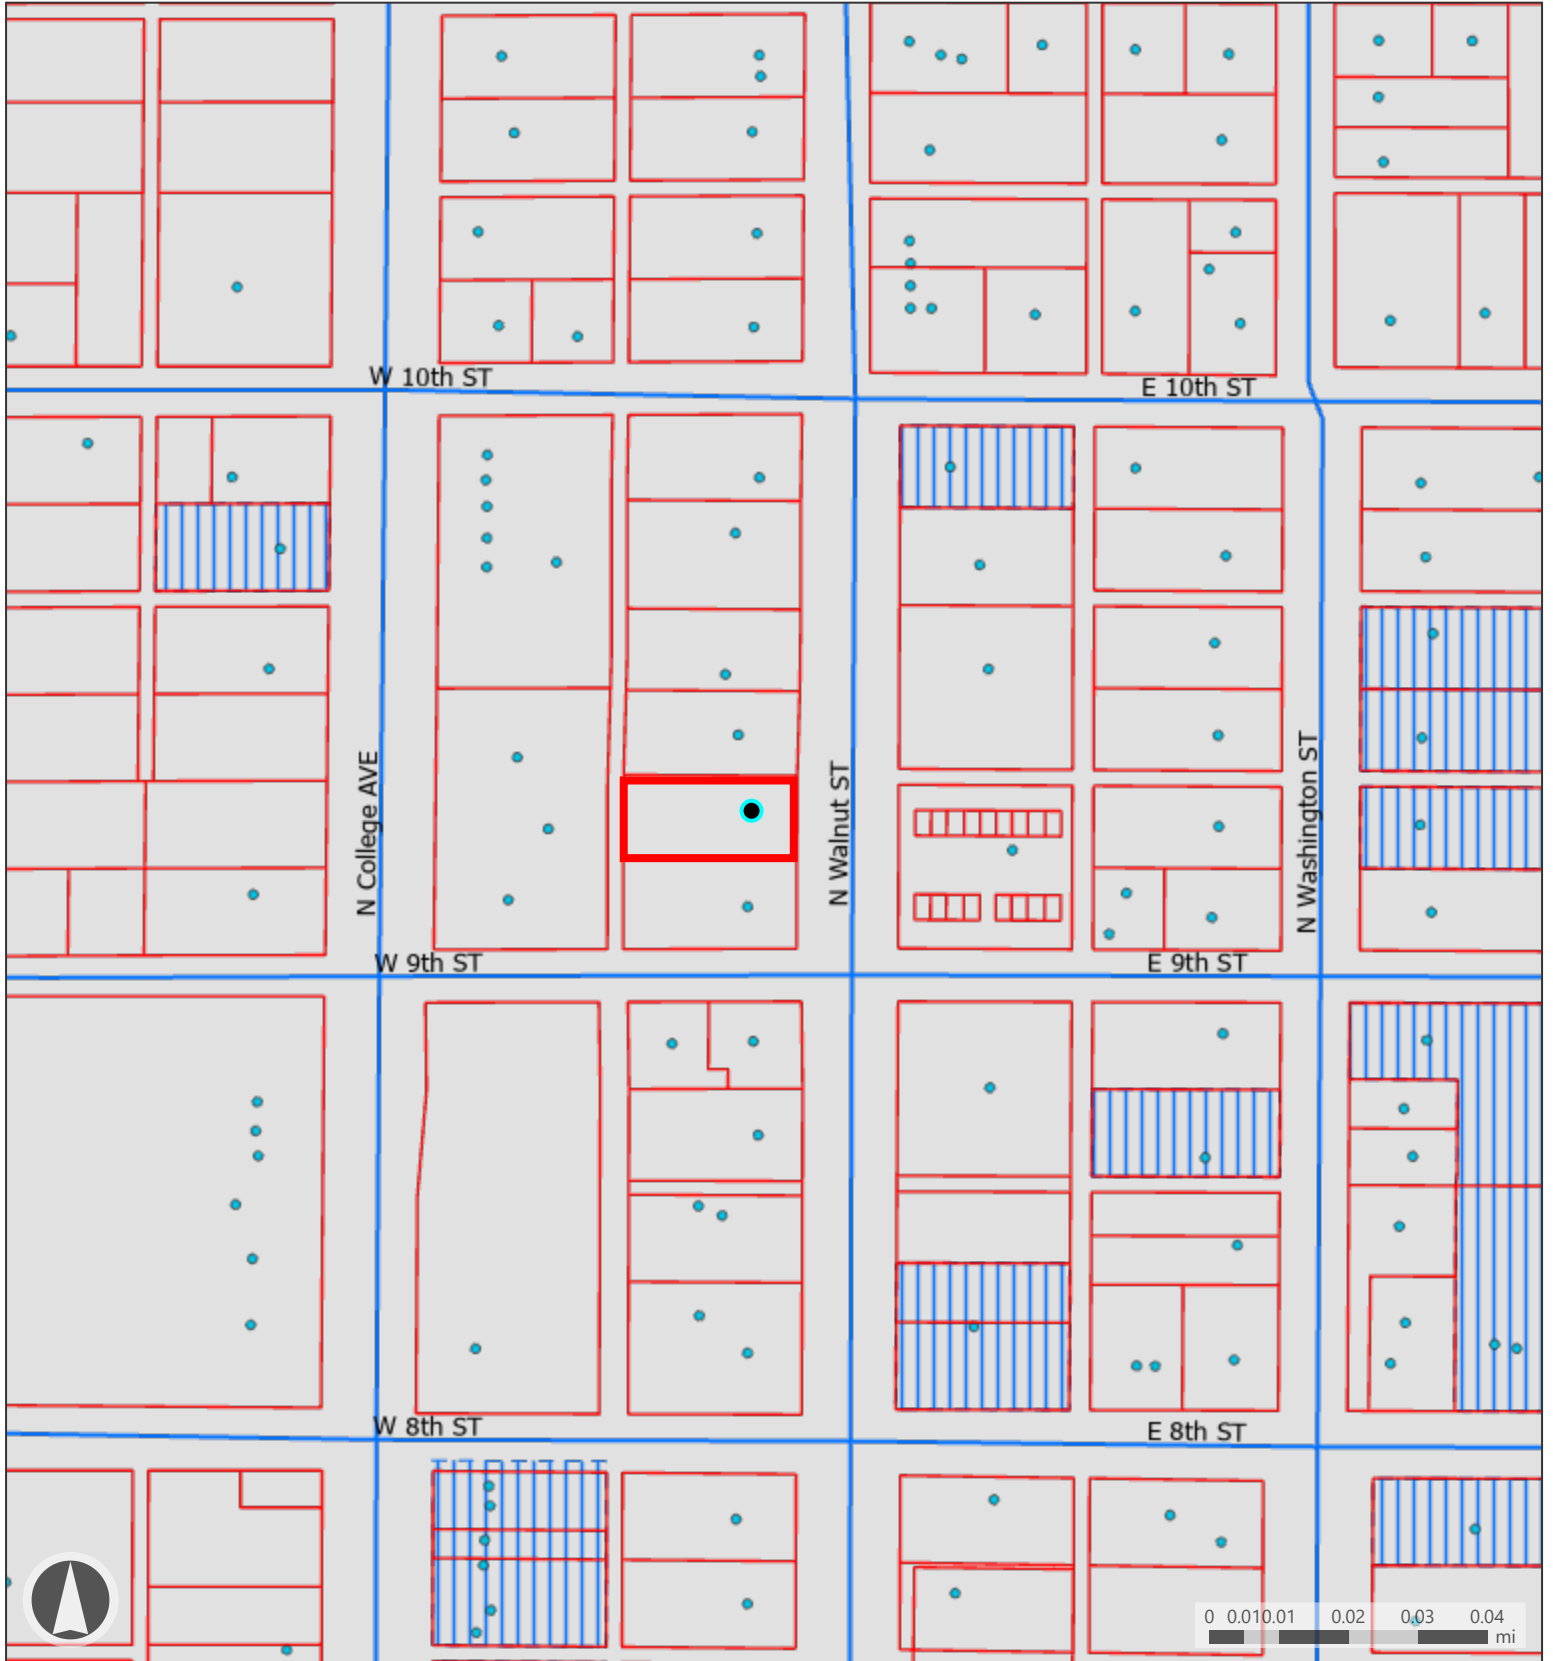 W 10th ST
E 10th ST
N College AVE
N Walnut ST
N Washington ST
W 9th ST
E 9th ST
W 8th ST
E 8th ST
0 0.010.01 0.02 0.03 0.04
mi